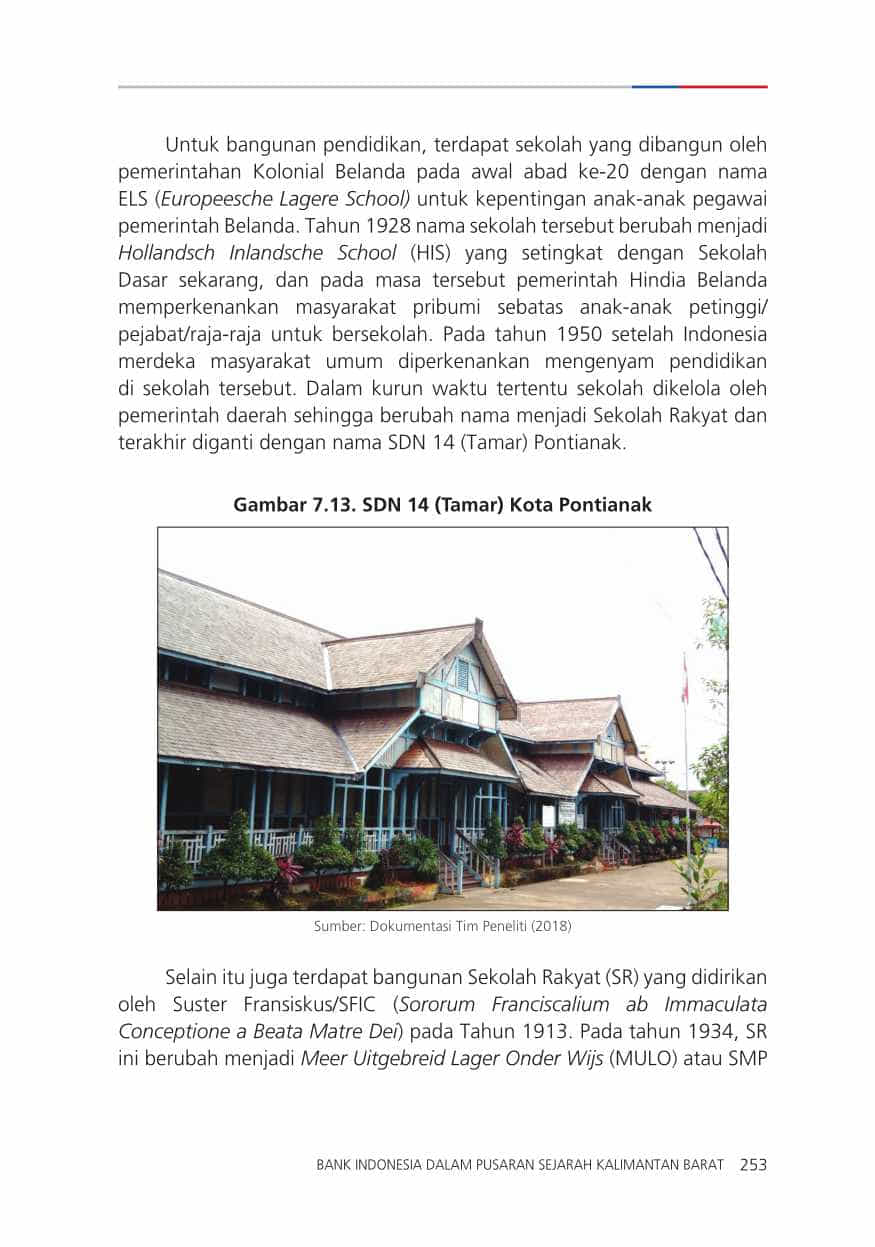 Untuk bangunan pendidikan, terdapat sekolah yang dibangun oleh
pemerintahan Kolonial Belanda pada awal abad ke-20 dengan nama
ELS (Europeesche Lagere School) untuk kepentingan anak-anak pegawai
pemerintah Belanda. Tahun 1928 nama sekolah tersebut berubah menjadi
Hollandsch Inlandsche School (HIS) yang setingkat dengan Sekolah
Dasar sekarang, dan pada masa tersebut pemerintah Hindia Belanda
memperkenankan masyarakat pribumi sebatas anak-anak petinggi/
pejabat/raja-raja untuk bersekolah. Pada tahun 1950 setelah Indonesia
merdeka masyarakat umum diperkenankan mengenyam pendidikan
di sekolah tersebut. Dalam kurun waktu tertentu sekolah dikelola oleh
pemerintah daerah sehingga berubah nama menjadi Sekolah Rakyat dan
terakhir diganti dengan nama SDN 14 (Tamar) Pontianak.
Gambar 7.13. SDN 14 (Tamar) Kota Pontianak
Sumber: Dokumentasi Tim Peneliti (2018)
Selain itu juga terdapat bangunan Sekolah Rakyat (SR) yang didirikan
oleh Suster Fransiskus/SFIC (Sororum Franciscalium ab Immaculata
Conceptione a Beata Matre Dei) pada Tahun 1913. Pada tahun 1934, SR
ini berubah menjadi Meer Uitgebreid Lager Onder Wijs (MULO) atau SMP
BANK INDONESIA DALAM PUSARAN SEJARAH KALIMANTAN BARAT 253